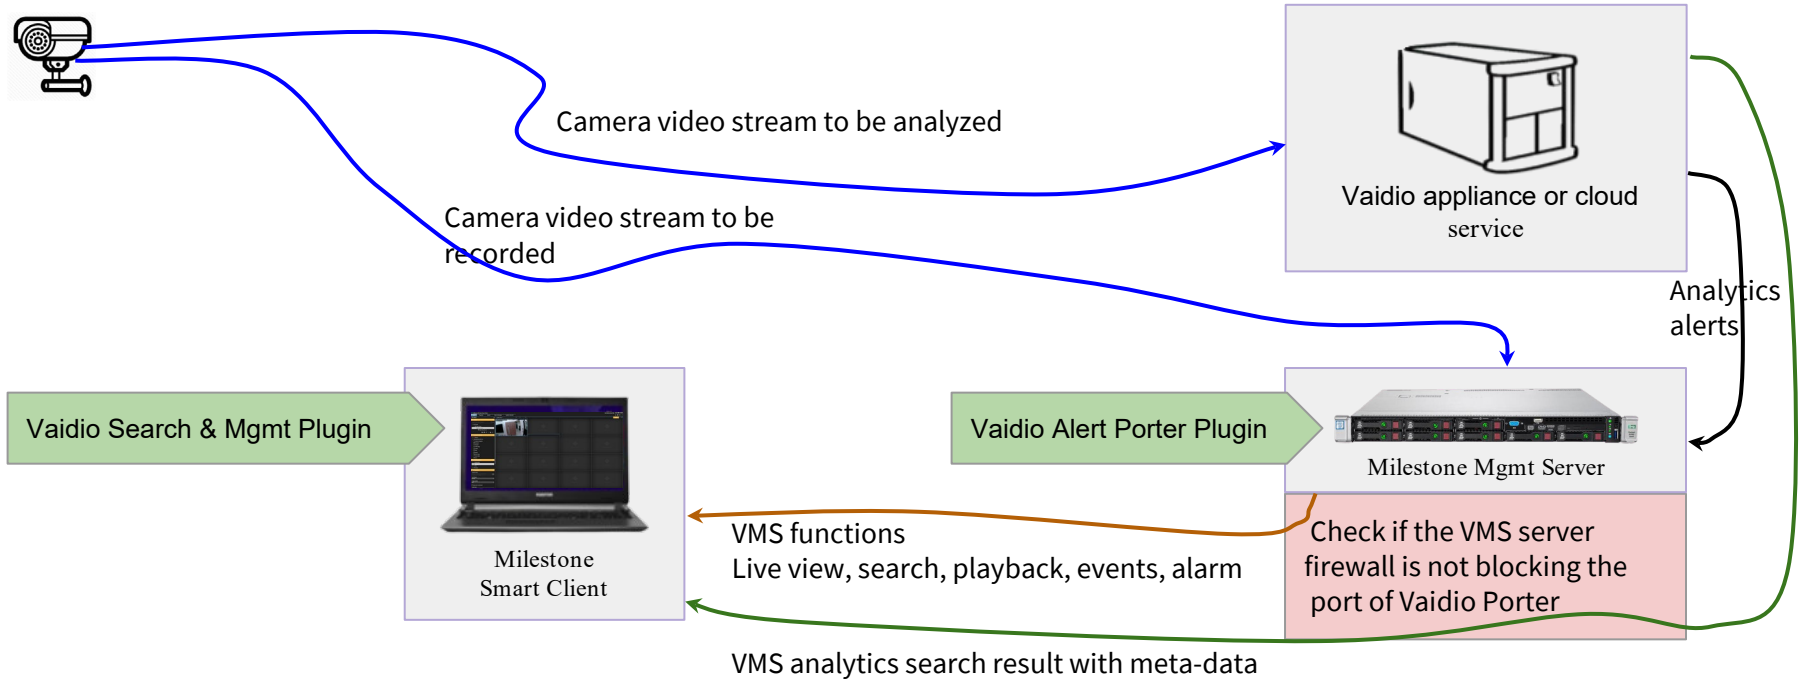 Camera video stream to be analyzed
Vaidio appliance or cloud
service
Camera video stream to be
recorded
Analytics
alerts
Vaidio Search & Mgmt Plugin
Vaidio Alert Porter Plugin
Milestone Mgmt Server
Milestone
Smart Client
VMS functions
Live view, search, playback, events, alarm
Check if the VMS server
firewall is not blocking the
port of Vaidio Porter
VMS analytics search result with meta-data